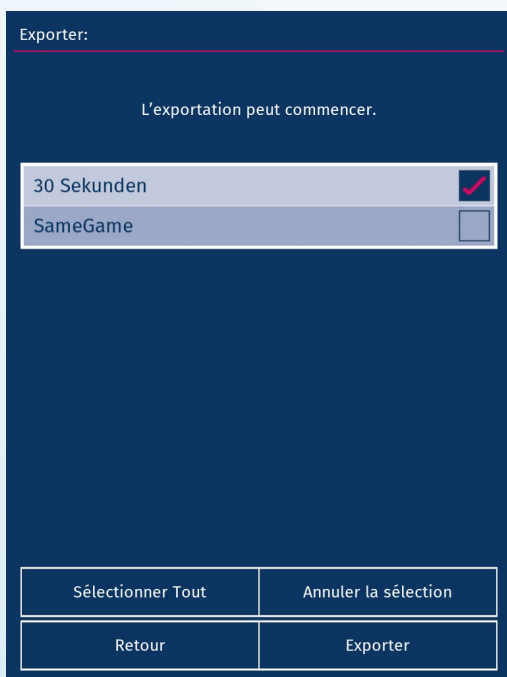 Exporter:
L’exportation peut commencer.
30 Sekunden
SameGame
Sélectionner Tout
Annuler la sélection
Retour
Exporter